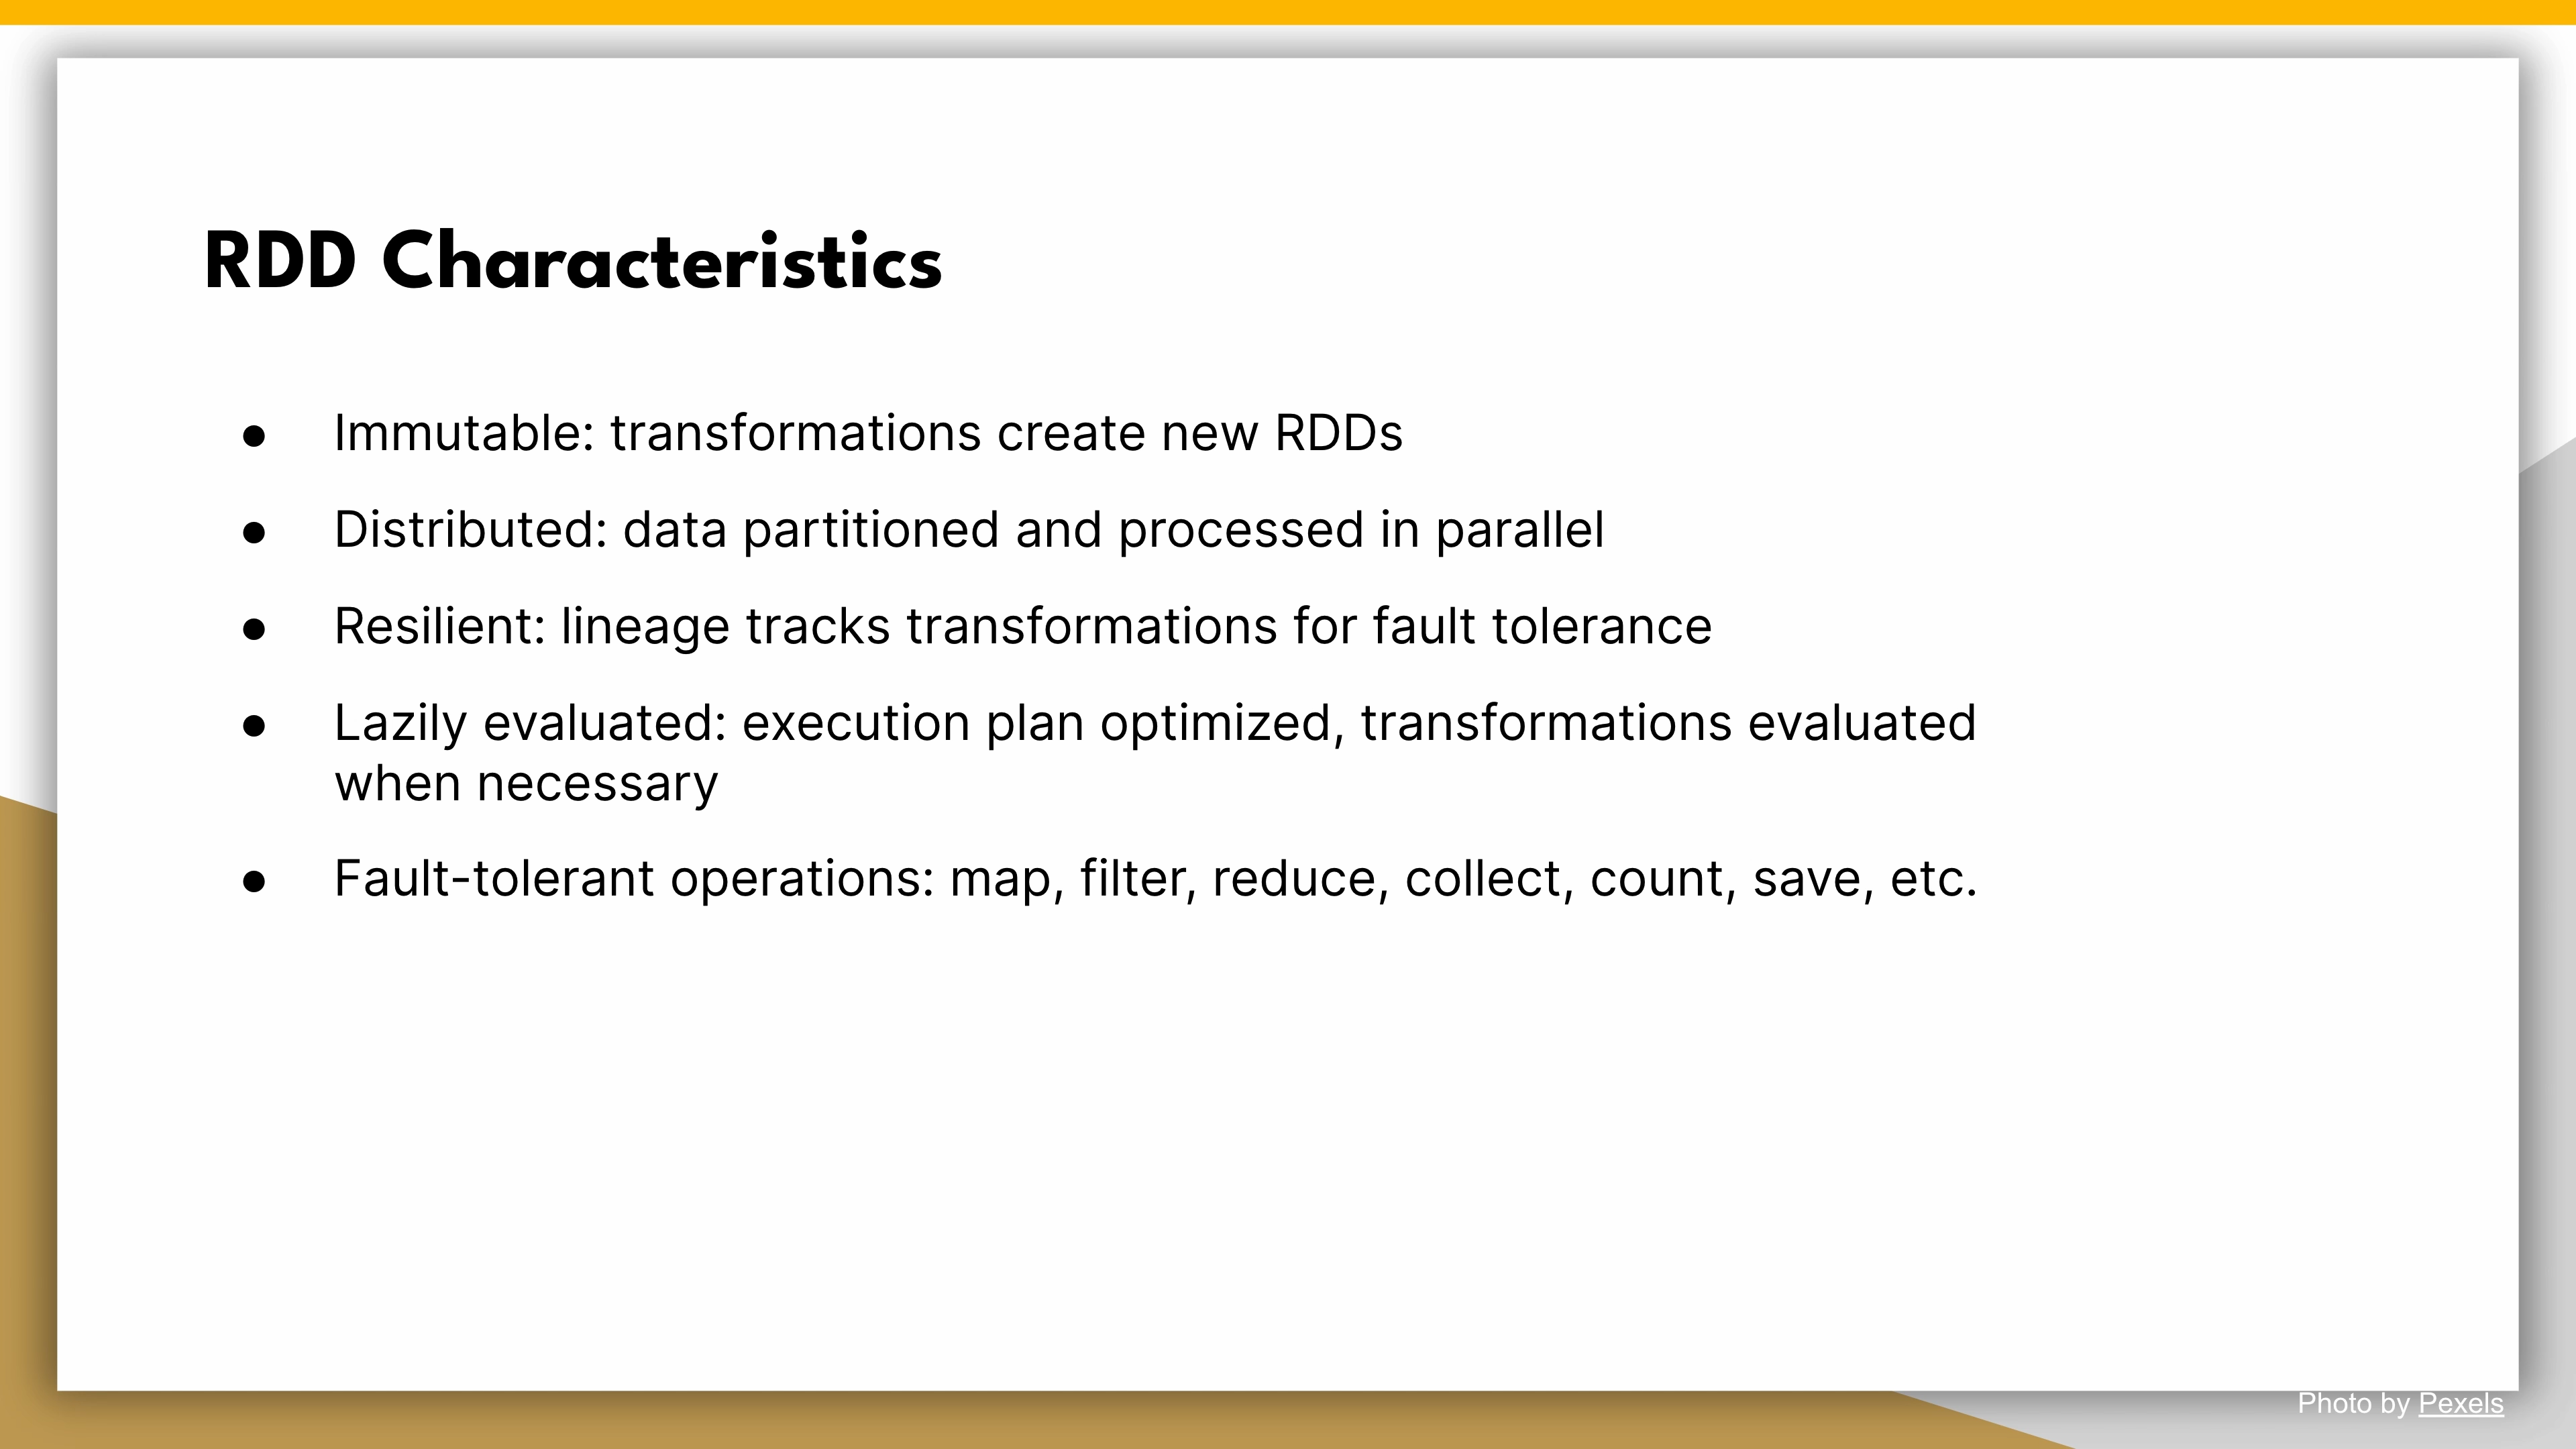 RDD Characteristics
● Immutable: transformations create new RDDs
● Distributed: data partitioned and processed in parallel
● Resilient: lineage tracks transformations for fault tolerance
● Lazily evaluated: execution plan optimized, transformations evaluated
when necessary
● Fault-tolerant operations: map, filter, reduce, collect, count, save, etc.
Photo by Pexels